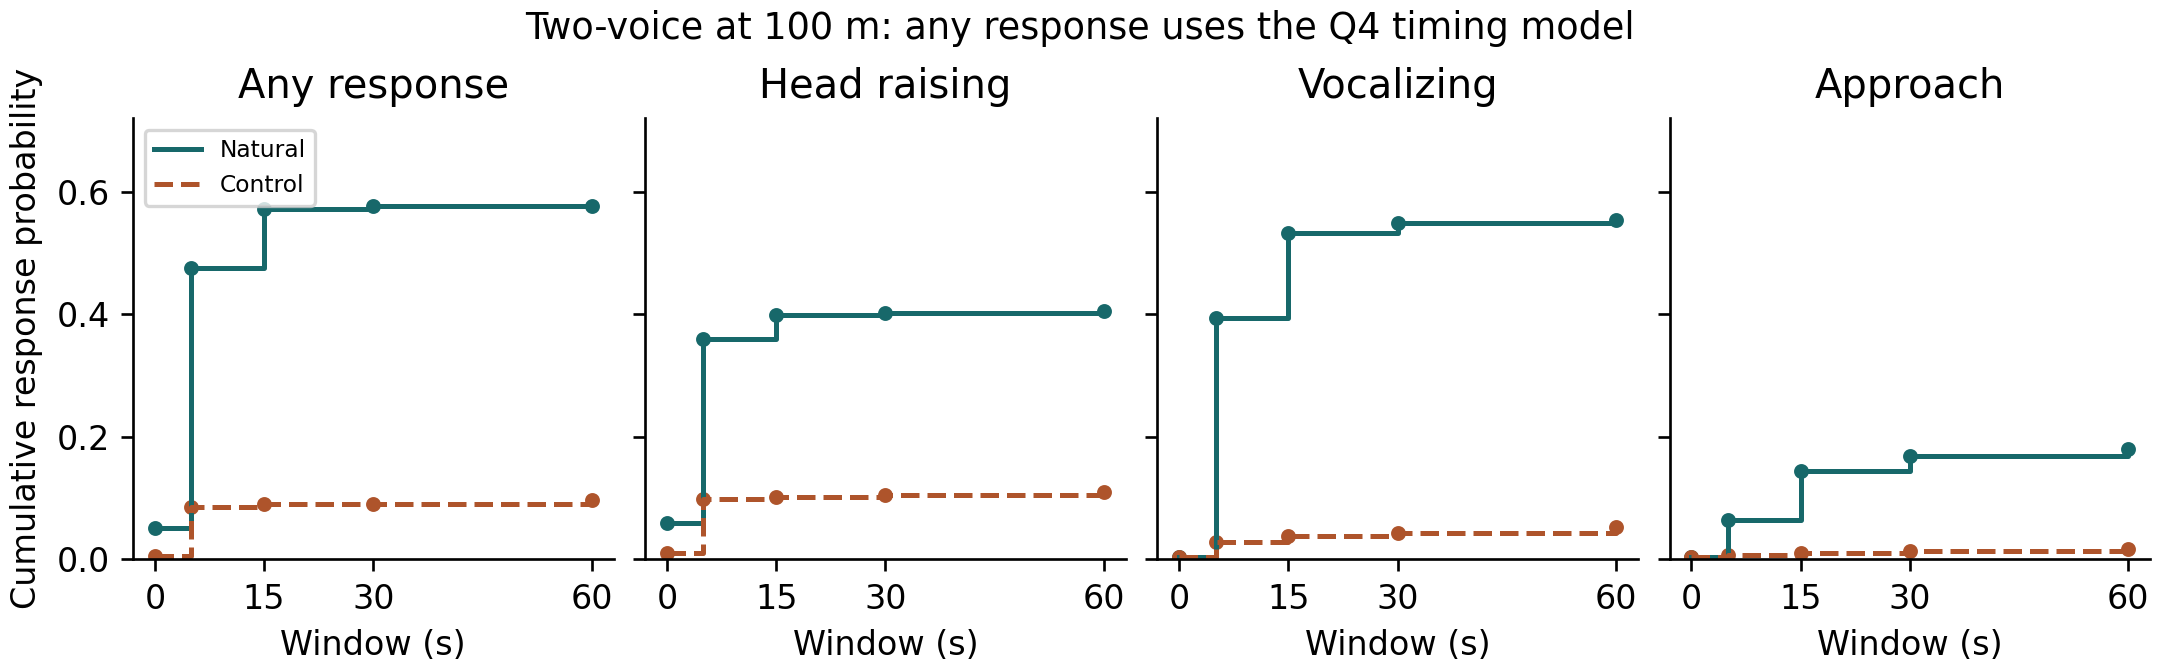 Two-voice at 100 m: any response uses the Q4 timing model
Any response
Head raising
Vocalizing
Approach
Cumulative response probability
0.6
0.4
0.2
0.0
Natural
Control
0 15 30 60
0 15 30 60
0 15 30 60
0 15 30 60
Window (s)
Window (s)
Window (s)
Window (s)